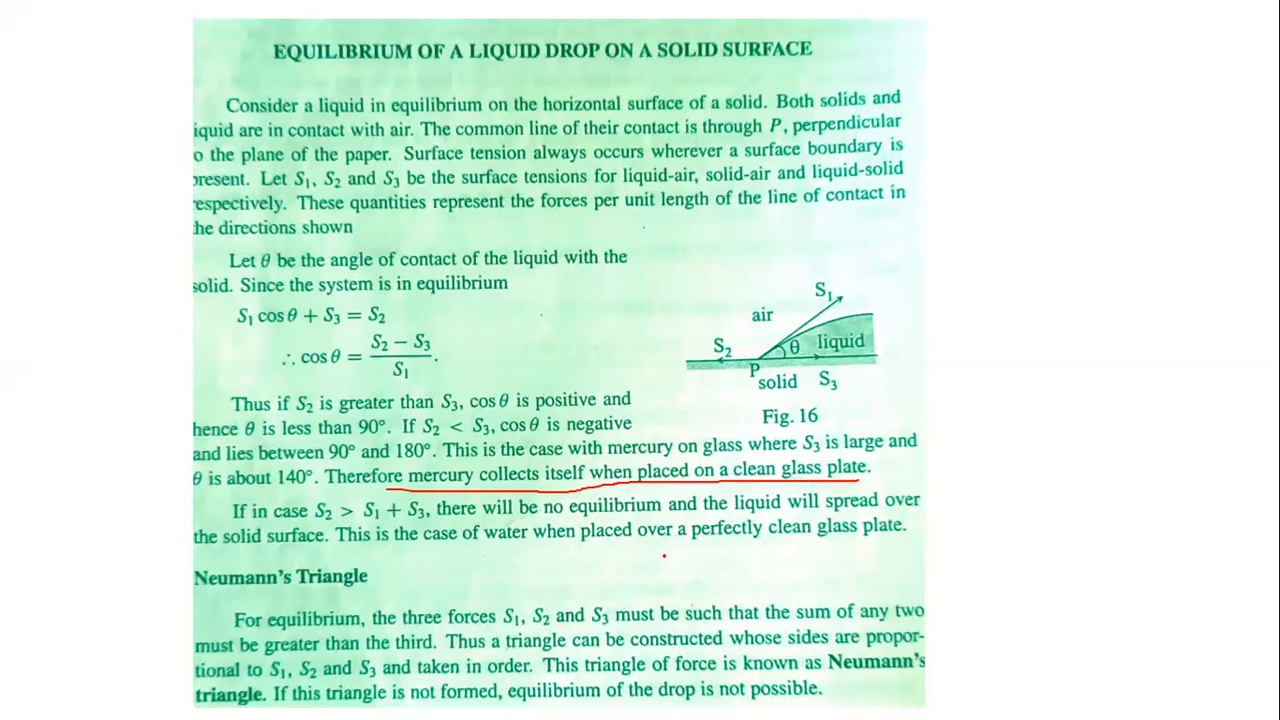 EQUILIBRIUM OF A LIQUID DROP ON A SOLID SURFACE
Consider a liquid in equilibrium on the horizontal surface of a solid. Both solids and
iquid are in contact with air. The common line of their contact is through P, perpendicular
o the plane of the paper. Surface tension always occurs wherever a surface boundary is
present. Let S₁, S₂ and S₃ be the surface tensions for liquid-air, solid-air and liquid-solid
respectively. These quantities represent the forces per unit length of the line of contact in
he directions shown
Let θ be the angle of contact of the liquid with the
solid. Since the system is in equilibrium
S₁ cos θ + S₃ = S₂
∴ cos θ = (S₂ − S₃) / S₁.
Thus if S₂ is greater than S₃, cos θ is positive and
hence θ is less than 90°. If S₂ < S₃, cos θ is negative
S₁
air
S₂
θ
liquid
P
solid
S₃
Fig. 16
and lies between 90° and 180°. This is the case with mercury on glass where S₃ is large and
θ is about 140°. Therefore mercury collects itself when placed on a clean glass plate.
If in case S₂ > S₁ + S₃, there will be no equilibrium and the liquid will spread over
the solid surface. This is the case of water when placed over a perfectly clean glass plate.
Neumann's Triangle
For equilibrium, the three forces S₁, S₂ and S₃ must be such that the sum of any two
must be greater than the third. Thus a triangle can be constructed whose sides are propor-
tional to S₁, S₂ and S₃ and taken in order. This triangle of force is known as Neumann's
triangle. If this triangle is not formed, equilibrium of the drop is not possible.